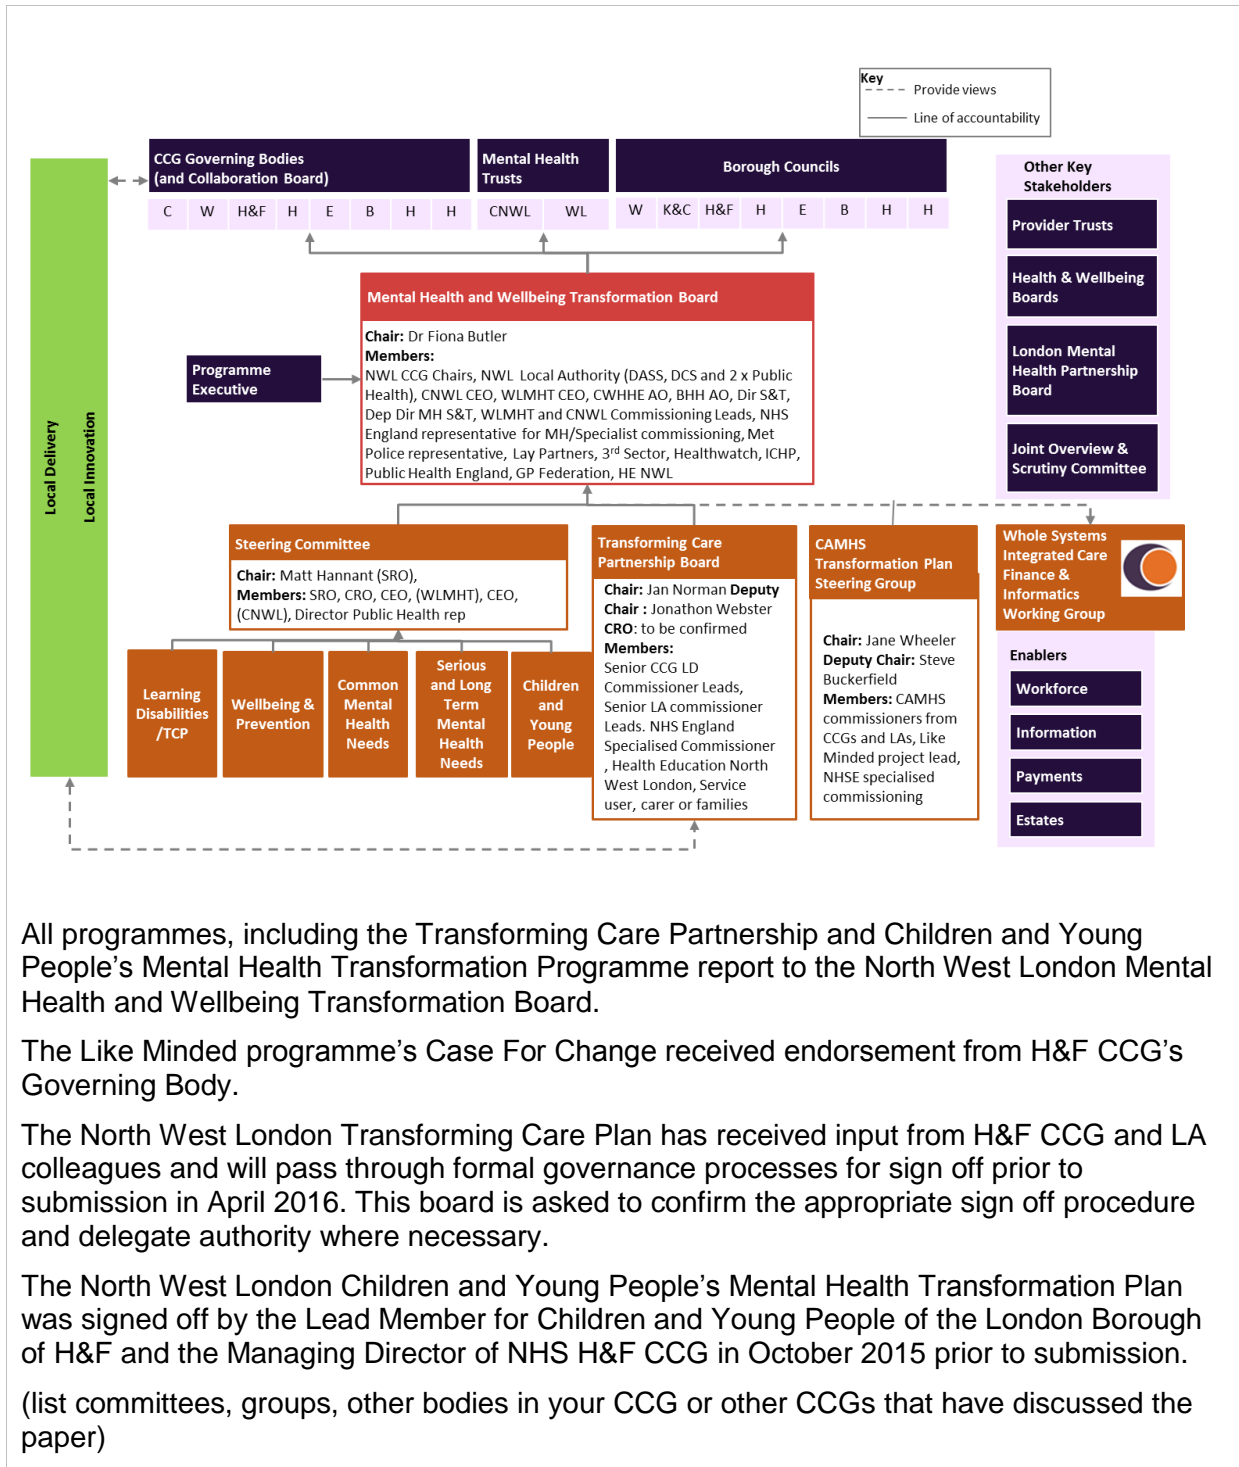 Key
Provide views
Line of accountability
CCG Governing Bodies
(and Collaboration Board)
Mental Health
Trusts
Borough Councils
C W H&F H E B H H
CNWL WL
W K&C H&F H E B H H
Other Key
Stakeholders
Provider Trusts
Health & Wellbeing
Boards
London Mental
Health Partnership
Board
Joint Overview &
Scrutiny Committee
Local Delivery
Local Innovation
Programme
Executive
Mental Health and Wellbeing Transformation Board
Chair: Dr Fiona Butler
Members:
NWL CCG Chairs, NWL Local Authority (DASS, DCS and 2 x Public
Health), CNWL CEO, WLMHT CEO, CWHHE AO, BHH AO, Dir S&T,
Dep Dir MH S&T, WLMHT and CNWL Commissioning Leads, NHS
England representative for MH/Specialist commissioning, Met
Police representative, Lay Partners, 3rd Sector, Healthwatch, ICHP,
Public Health England, GP Federation, HE NWL
Steering Committee
Chair: Matt Hannant (SRO),
Members: SRO, CRO, CEO, (WLMHT), CEO,
(CNWL), Director Public Health rep
Learning
Disabilities
/TCP
Wellbeing &
Prevention
Common
Mental
Health
Needs
Serious
and Long
Term
Mental
Health
Needs
Children
and
Young
People
Transforming Care
Partnership Board
Chair: Jan Norman Deputy
Chair : Jonathon Webster
CRO: to be confirmed
Members:
Senior CCG LD
Commissioner Leads,
Senior LA commissioner
Leads. NHS England
Specialised Commissioner
, Health Education North
West London, Service
user, carer or families
CAMHS
Transformation Plan
Steering Group
Chair: Jane Wheeler
Deputy Chair: Steve
Buckerfield
Members: CAMHS
commissioners from
CCGs and LAs, Like
Minded project lead,
NHSE specialised
commissioning
Whole Systems
Integrated Care
Finance &
Informatics
Working Group
Enablers
Workforce
Information
Payments
Estates
All programmes, including the Transforming Care Partnership and Children and Young
People’s Mental Health Transformation Programme report to the North West London Mental
Health and Wellbeing Transformation Board.
The Like Minded programme’s Case For Change received endorsement from H&F CCG’s
Governing Body.
The North West London Transforming Care Plan has received input from H&F CCG and LA
colleagues and will pass through formal governance processes for sign off prior to
submission in April 2016. This board is asked to confirm the appropriate sign off procedure
and delegate authority where necessary.
The North West London Children and Young People’s Mental Health Transformation Plan
was signed off by the Lead Member for Children and Young People of the London Borough
of H&F and the Managing Director of NHS H&F CCG in October 2015 prior to submission.
(list committees, groups, other bodies in your CCG or other CCGs that have discussed the
paper)